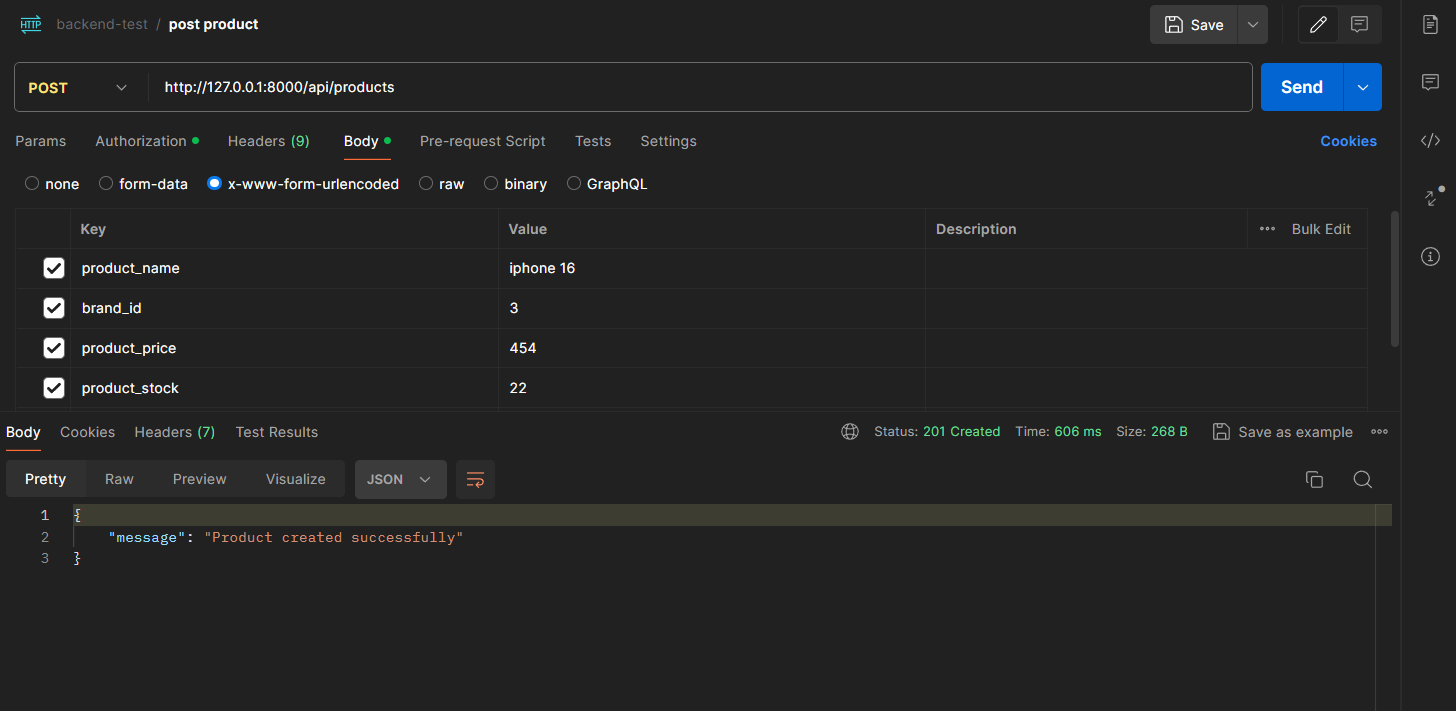 HTTP backend-test / post product Save
POST http://127.0.0.1:8000/api/products Send
Params Authorization Headers (9) Body Pre-request Script Tests Settings Cookies
none form-data x-www-form-urlencoded raw binary GraphQL
Key Value Description Bulk Edit
product_name iphone 16
brand_id 3
product_price 454
product_stock 22
Body Cookies Headers (7) Test Results Status: 201 Created Time: 606 ms Size: 268 B Save as example
Pretty Raw Preview Visualize JSON
1 {
2 "message": "Product created successfully"
3 }